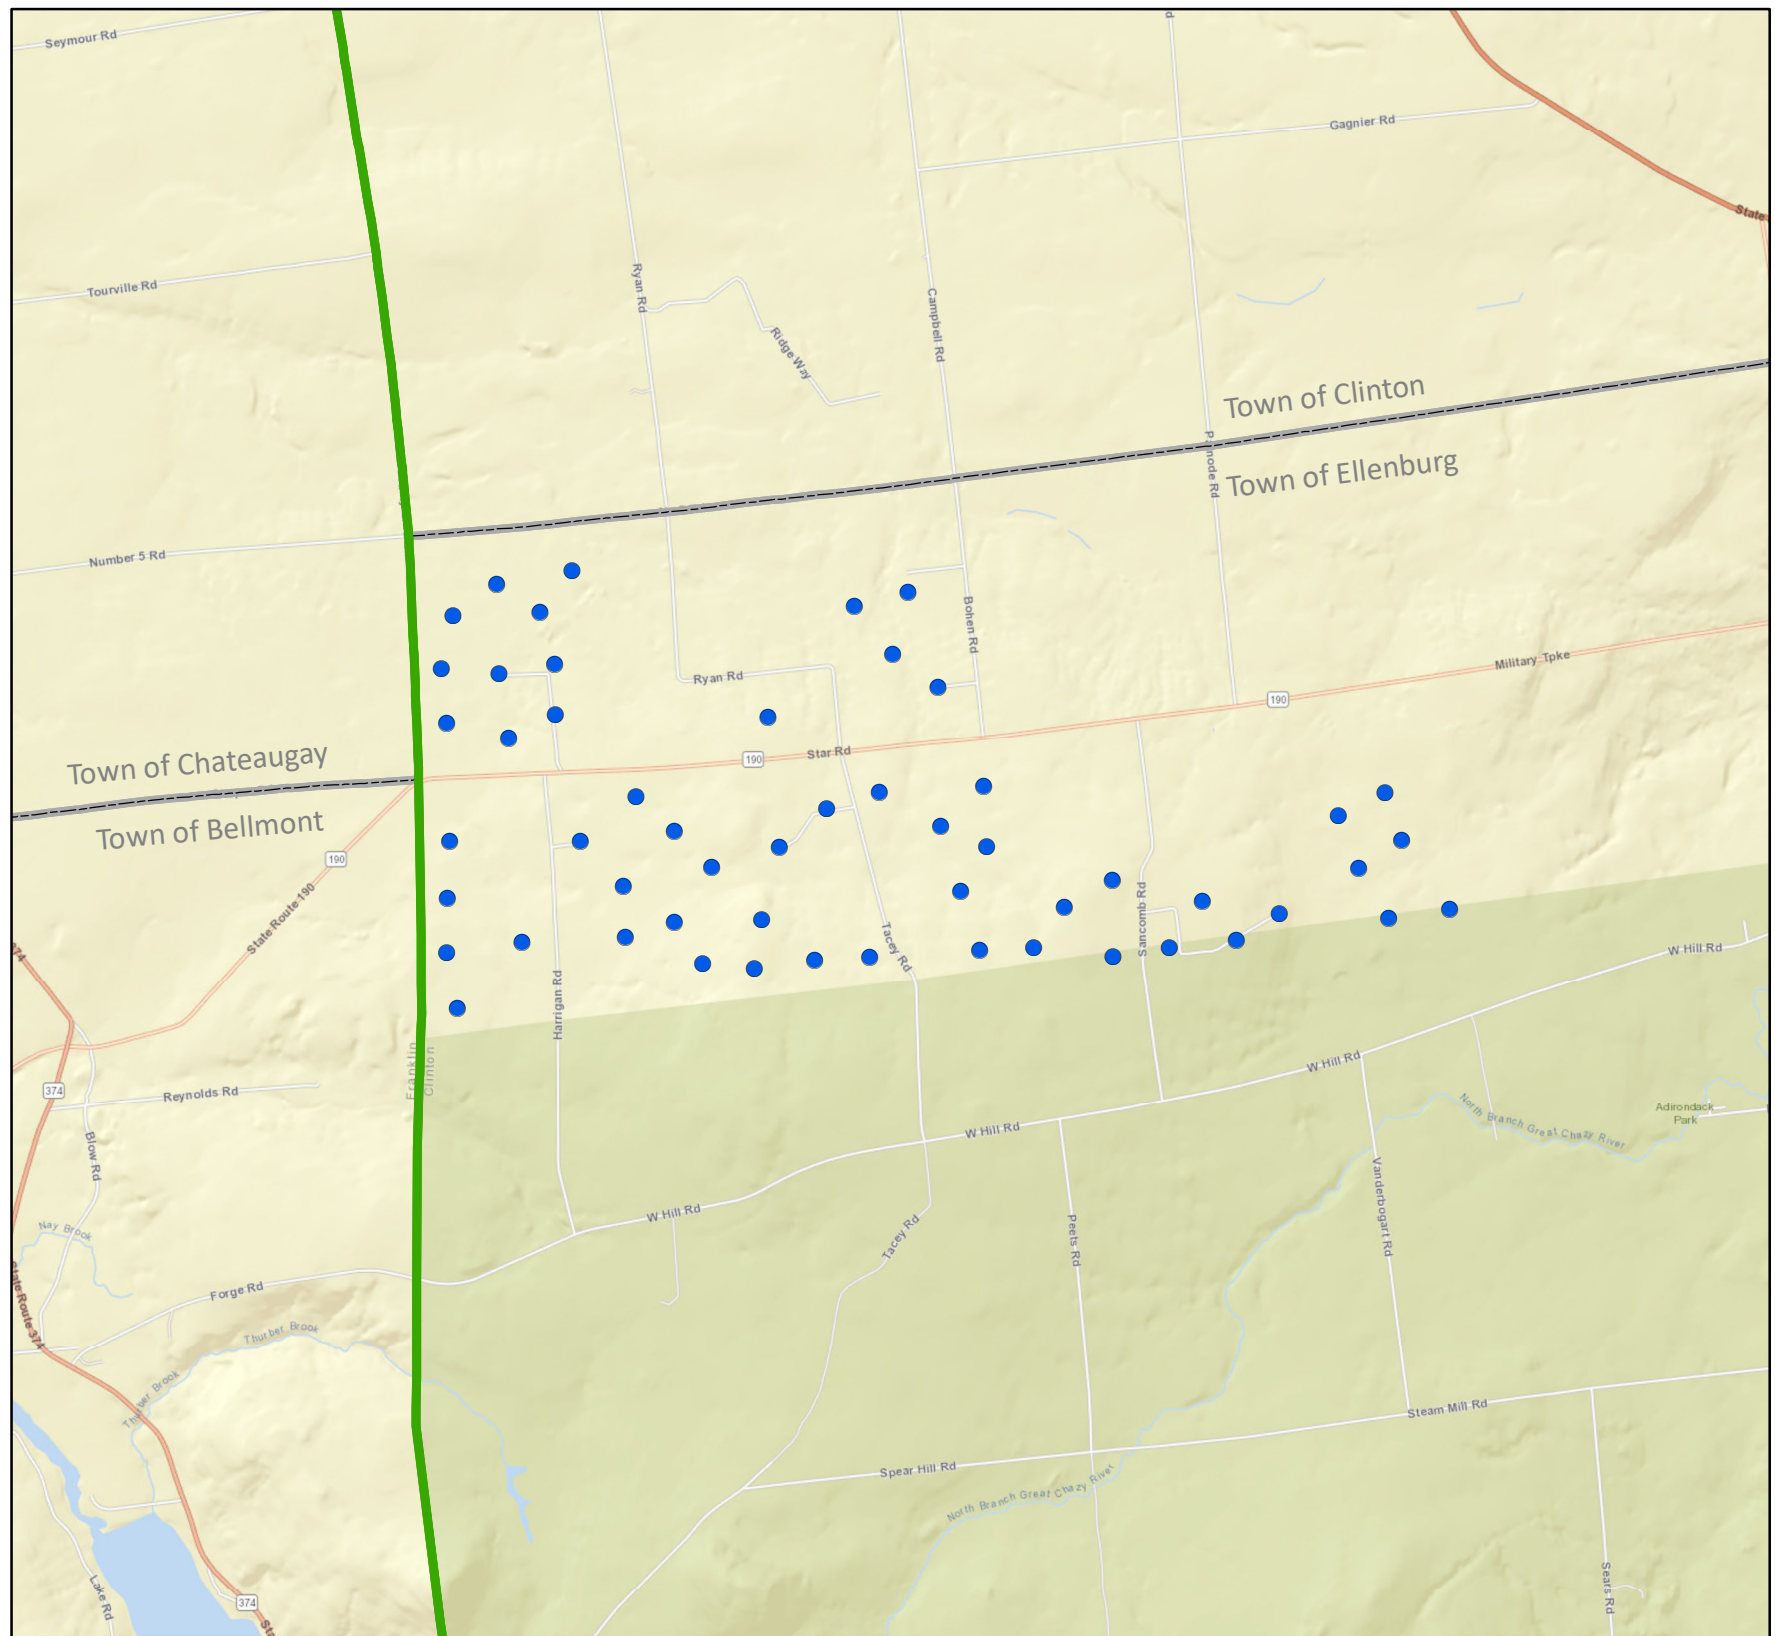 Seymour Rd
d
Gagnier Rd
State
Tourville Rd
Ryan Rd
Ridge Way
Campbell Rd
Town of Clinton
Town of Ellenburg
Number 5 Rd
Bohen Rd
Ryan Rd
Military Tpke
190
Star Rd
190
Town of Chateaugay
Town of Bellmont
190
State Route 190
374
Harrigan Rd
Tacey Rd
Sancomb Rd
W Hill Rd
Franklin
Clinton
374
Reynolds Rd
W Hill Rd
North Branch Great Chazy River
Adirondack
Park
Blow Rd
W Hill Rd
Vanderbogart Rd
Nay Brook
W Hill Rd
Tacey Rd
Peets Rd
State Route 374
Forge Rd
Thurber Brook
Thurber Brook
Steam Mill Rd
Spear Hill Rd
North Branch Great Chazy River
Lake Rd
374
Sta
Sears Rd